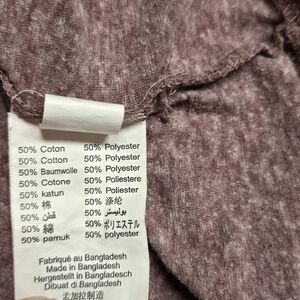 50% Coton 50% Polyester
50% Cotton 50% Polyester
50% Baumwolle 50% Polyester
50% Cotone 50% Poliestere
50% katun 50% Poliester
50% 棉 50% 涤纶
50% قطن 50% بوليستر
50% 綿 50% ポリエステル
50% pamuk 50% polyester
Fabriqué au Bangladesh
Made in Bangladesh
Hergestellt in Bangladesch
Dibuat di Bangladesh
孟加拉制造